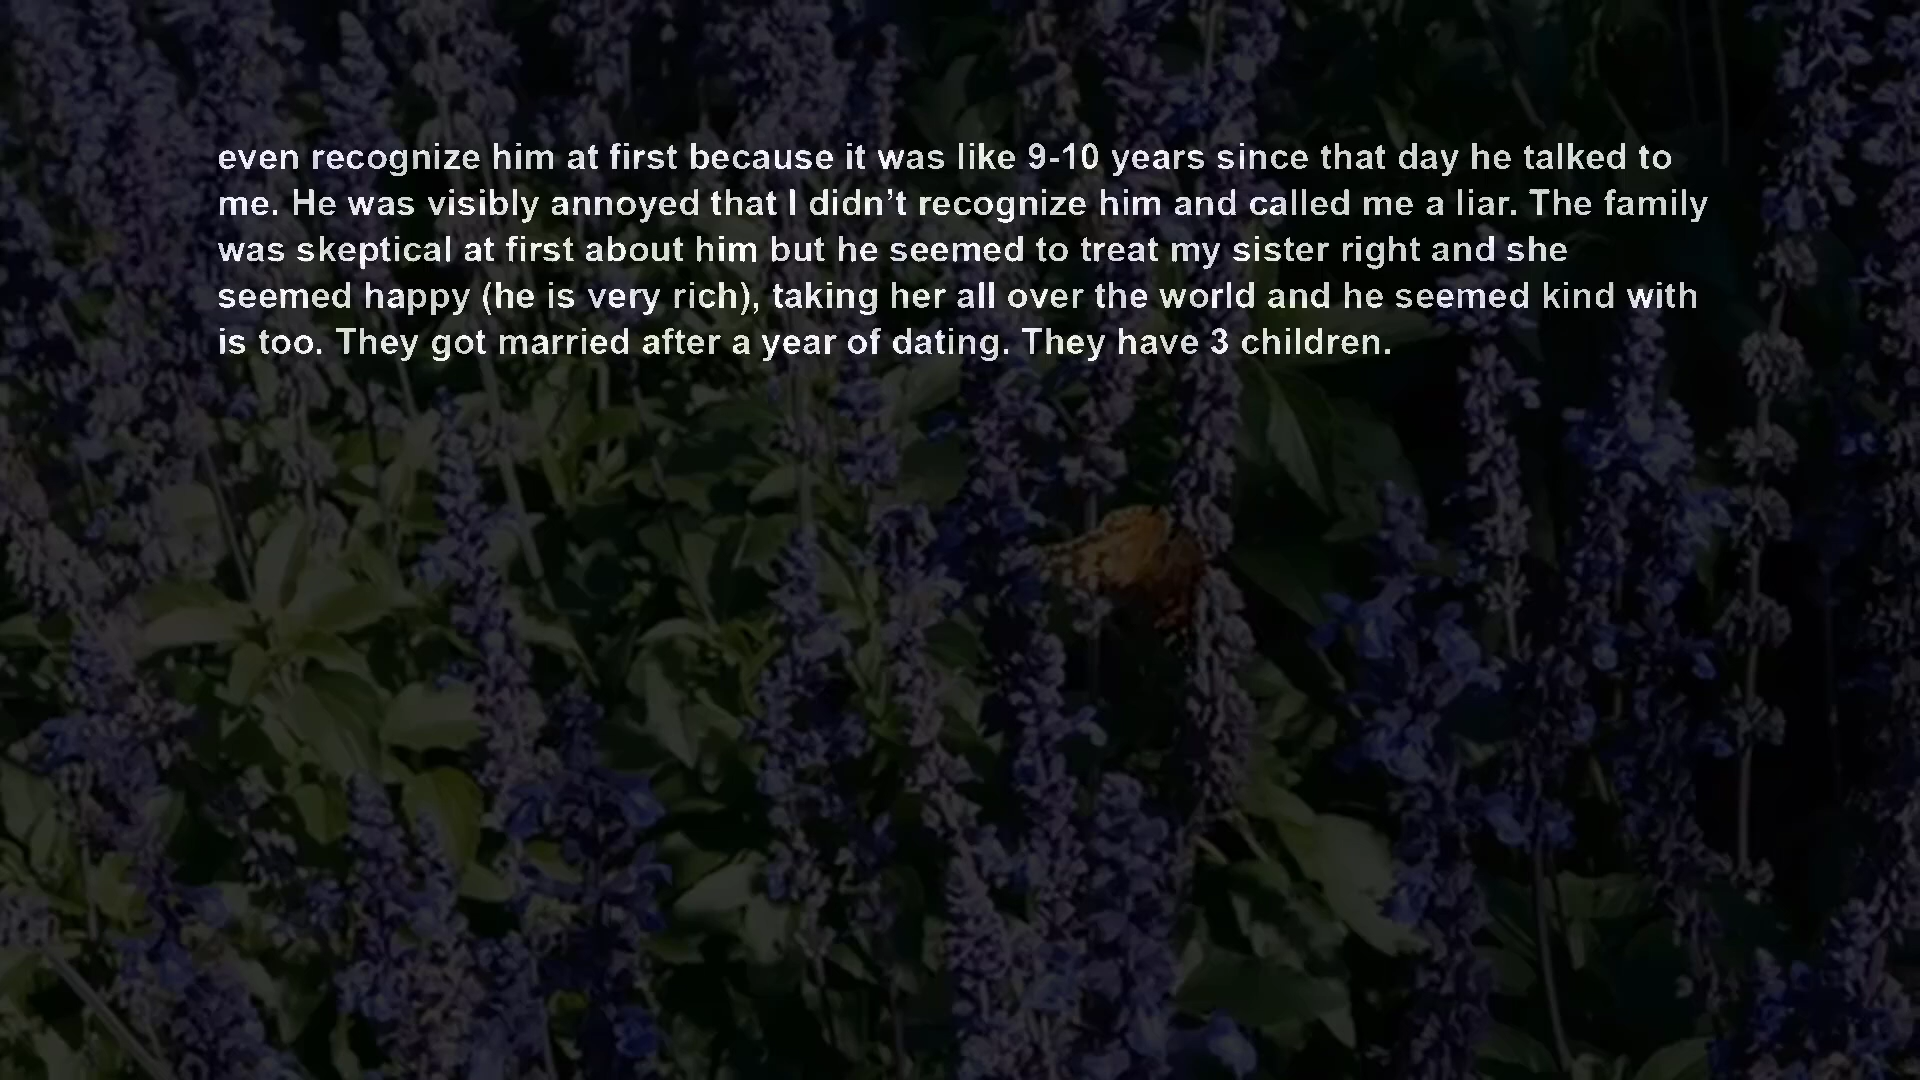 even recognize him at first because it was like 9-10 years since that day he talked to
me. He was visibly annoyed that I didn’t recognize him and called me a liar. The family
was skeptical at first about him but he seemed to treat my sister right and she
seemed happy (he is very rich), taking her all over the world and he seemed kind with
is too. They got married after a year of dating. They have 3 children.